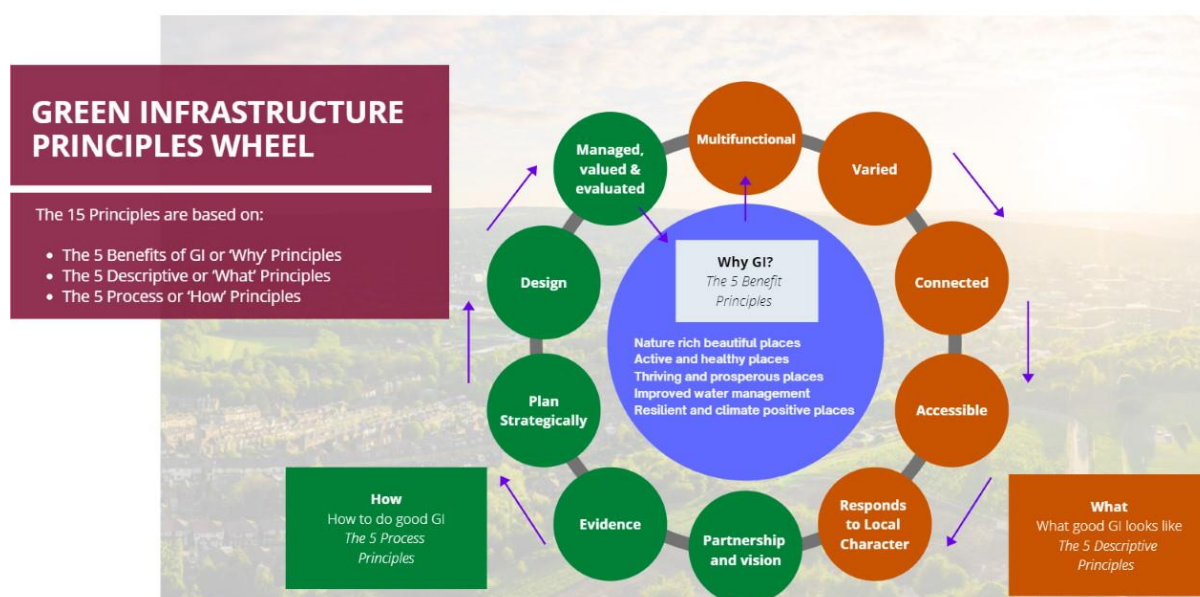 GREEN INFRASTRUCTURE
PRINCIPLES WHEEL
The 15 Principles are based on:
• The 5 Benefits of GI or ‘Why’ Principles
• The 5 Descriptive or ‘What’ Principles
• The 5 Process or ‘How’ Principles
Why GI?
The 5 Benefit
Principles
Nature rich beautiful places
Active and healthy places
Thriving and prosperous places
Improved water management
Resilient and climate positive places
Multifunctional
Varied
Connected
Accessible
Responds
to Local
Character
Partnership
and vision
Evidence
Plan
Strategically
Design
Managed,
valued &
evaluated
How
How to do good GI
The 5 Process
Principles
What
What good GI looks like
The 5 Descriptive
Principles